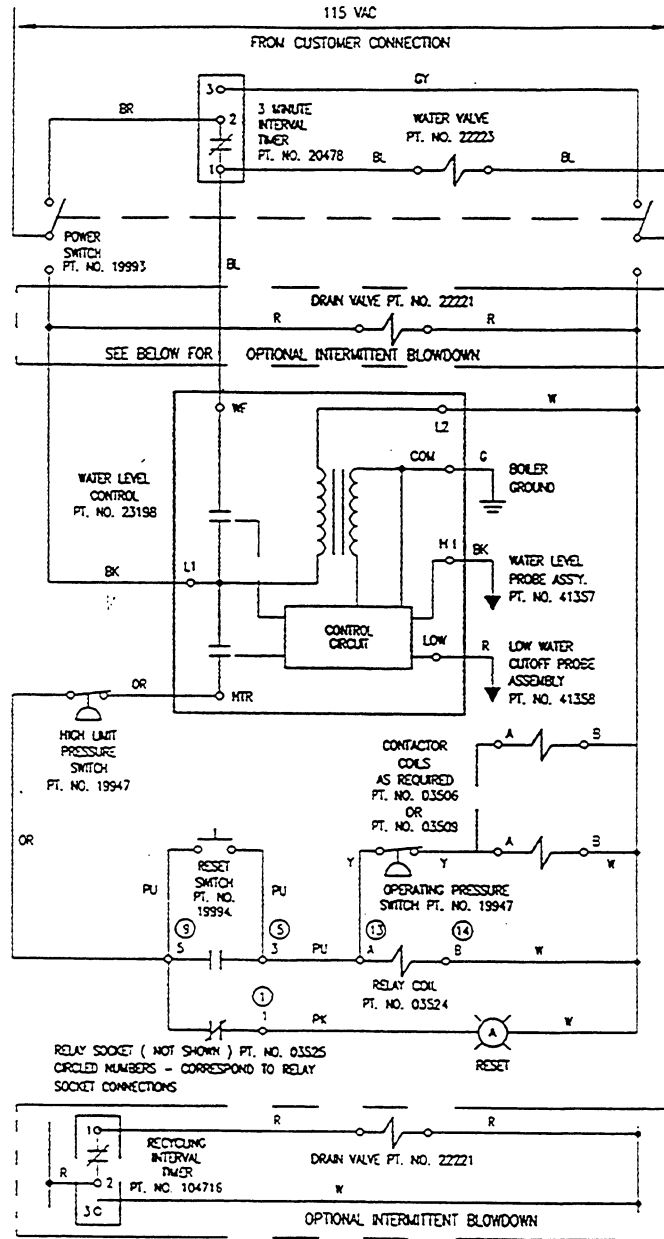 115 VAC
FROM CUSTOMER CONNECTION
3
GY
BR
2
3 MINUTE
INTERVAL
TIMER
PT. NO. 20478
WATER VALVE
PT. NO. 22223
1
BL
BL
POWER
SWITCH
PT. NO. 19993
BL
DRAIN VALVE PT. NO. 22221
R
R
SEE BELOW FOR OPTIONAL INTERMITTENT BLOWDOWN
WF
W
L2
COM
G
BOILER
GROUND
WATER LEVEL
CONTROL
PT. NO. 23198
H1
BK
BK
L1
WATER LEVEL
PROBE ASS'Y.
PT. NO. 41357
CONTROL
CIRCUIT
LOW
R
LOW WATER
CUTOFF PROBE
ASSEMBLY
PT. NO. 41358
OR
HTR
HIGH LIMIT
PRESSURE
SWITCH
PT. NO. 19947
CONTACTOR
COILS
AS REQUIRED
PT. NO. 03506
OR
PT. NO. 03509
A
B
OR
RESET
SWITCH
PT. NO.
19994
PU
PU
Y
Y
A
B
W
OPERATING PRESSURE
SWITCH PT. NO. 19947
9
5
13
14
5
3
PU
A
B
W
RELAY COIL
PT. NO. 03524
1
1
PK
A
W
RESET
RELAY SOCKET ( NOT SHOWN ) PT. NO. 03525
CIRCLED NUMBERS - CORRESPOND TO RELAY
SOCKET CONNECTIONS
1
R
R
RECYCLING
INTERVAL
TIMER
PT. NO. 104716
DRAIN VALVE PT. NO. 22221
R
2
W
3
OPTIONAL INTERMITTENT BLOWDOWN